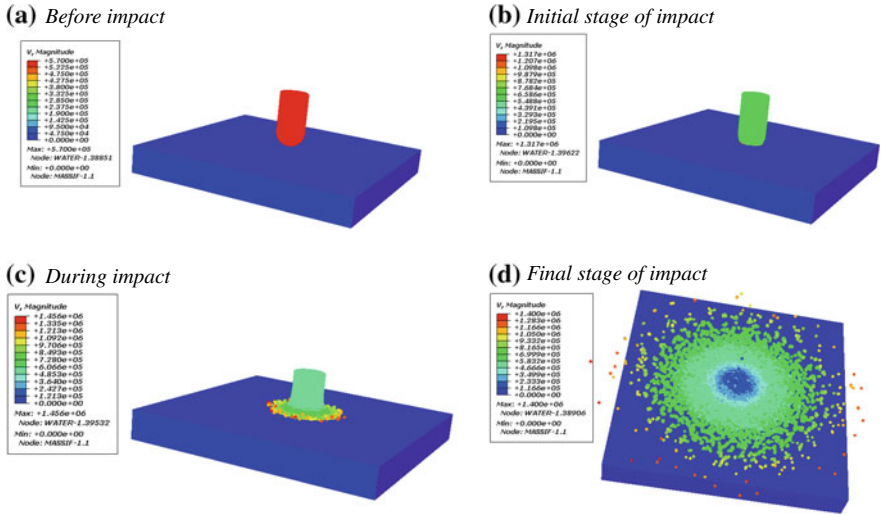 (a) Before impact
V, Magnitude
+5.700e+05
+5.225e+05
+4.750e+05
+4.275e+05
+3.800e+05
+3.325e+05
+2.850e+05
+2.375e+05
+1.900e+05
+1.425e+05
+9.500e+04
+4.750e+04
+0.000e+00
Max: +5.700e+05
Node: WATER-1.38851
Min: +0.000e+00
Node: MASSIF-1.1
(b) Initial stage of impact
V, Magnitude
+1.317e+06
+1.207e+06
+1.098e+06
+9.879e+05
+8.782e+05
+7.684e+05
+6.586e+05
+5.488e+05
+4.391e+05
+3.293e+05
+2.195e+05
+1.098e+05
+0.000e+00
Max: +1.317e+06
Node: WATER-1.39622
Min: +0.000e+00
Node: MASSIF-1.1
(c) During impact
V, Magnitude
+1.456e+06
+1.335e+06
+1.213e+06
+1.092e+06
+9.706e+05
+8.493e+05
+7.280e+05
+6.066e+05
+4.853e+05
+3.640e+05
+2.427e+05
+1.213e+05
+0.000e+00
Max: +1.456e+06
Node: WATER-1.39532
Min: +0.000e+00
Node: MASSIF-1.1
(d) Final stage of impact
V, Magnitude
+1.400e+06
+1.283e+06
+1.166e+06
+1.050e+06
+9.332e+05
+8.165e+05
+6.999e+05
+5.832e+05
+4.666e+05
+3.499e+05
+2.333e+05
+1.166e+05
+0.000e+00
Max: +1.400e+06
Node: WATER-1.38906
Min: +0.000e+00
Node: MASSIF-1.1